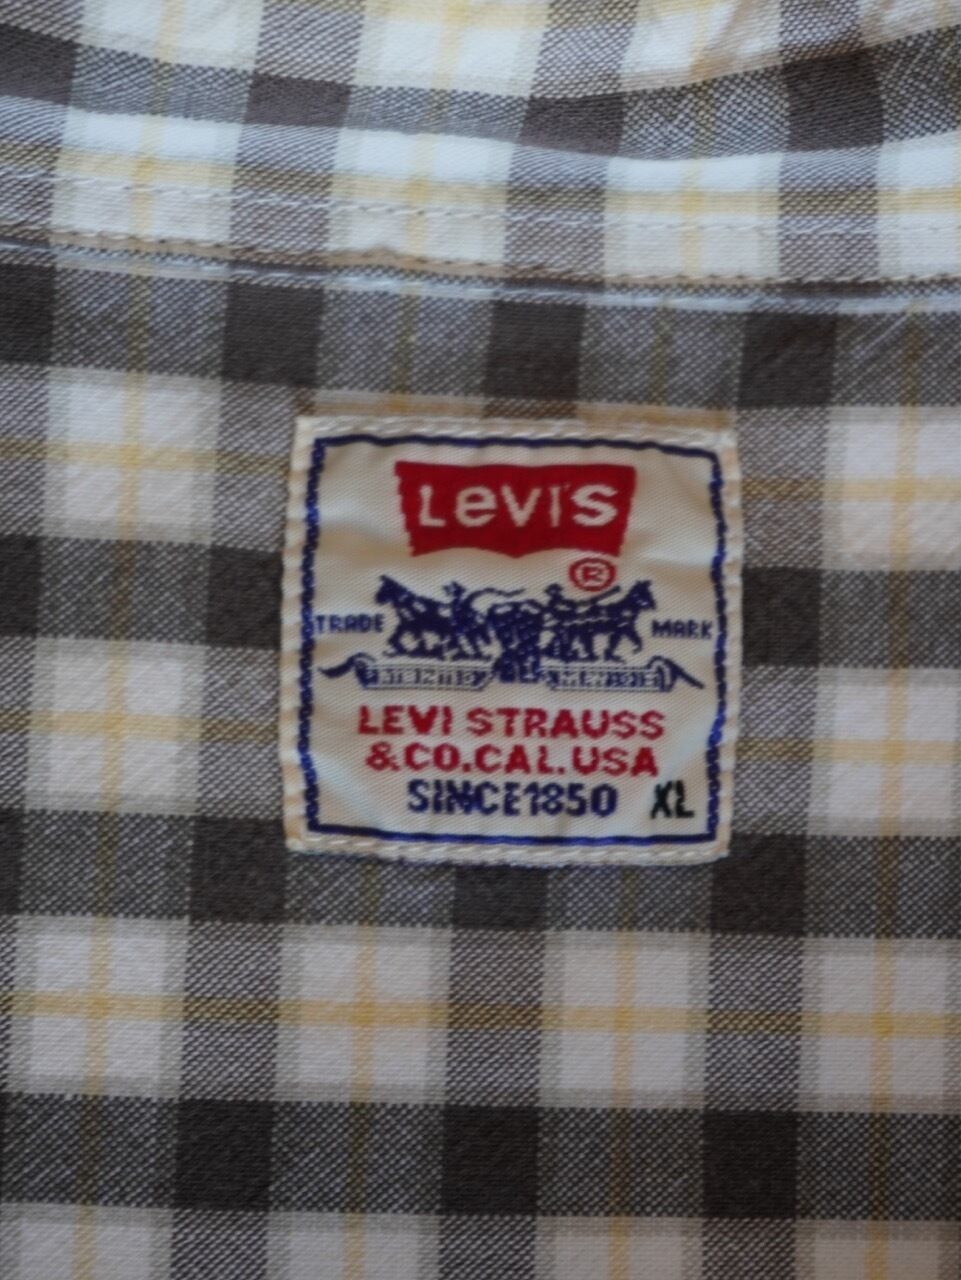 LeVI'S
®
TRADE MARK
LEVI STRAUSS
&CO.CAL.USA
SINCE1850 XL